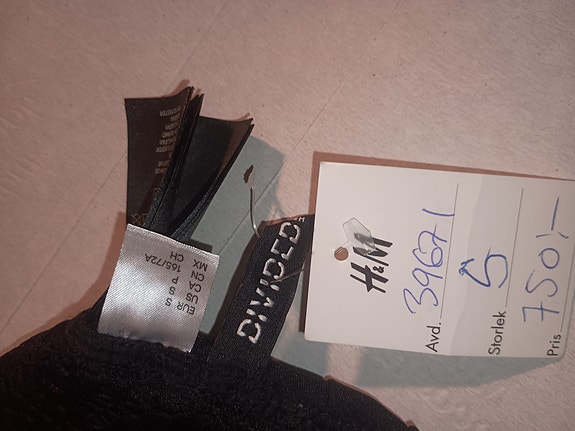 H&M
Avd. 39671
Storlek S
Pris 750:-
DIVIDED
EUR S
US S
CA P
CN 165/72A
MX CH